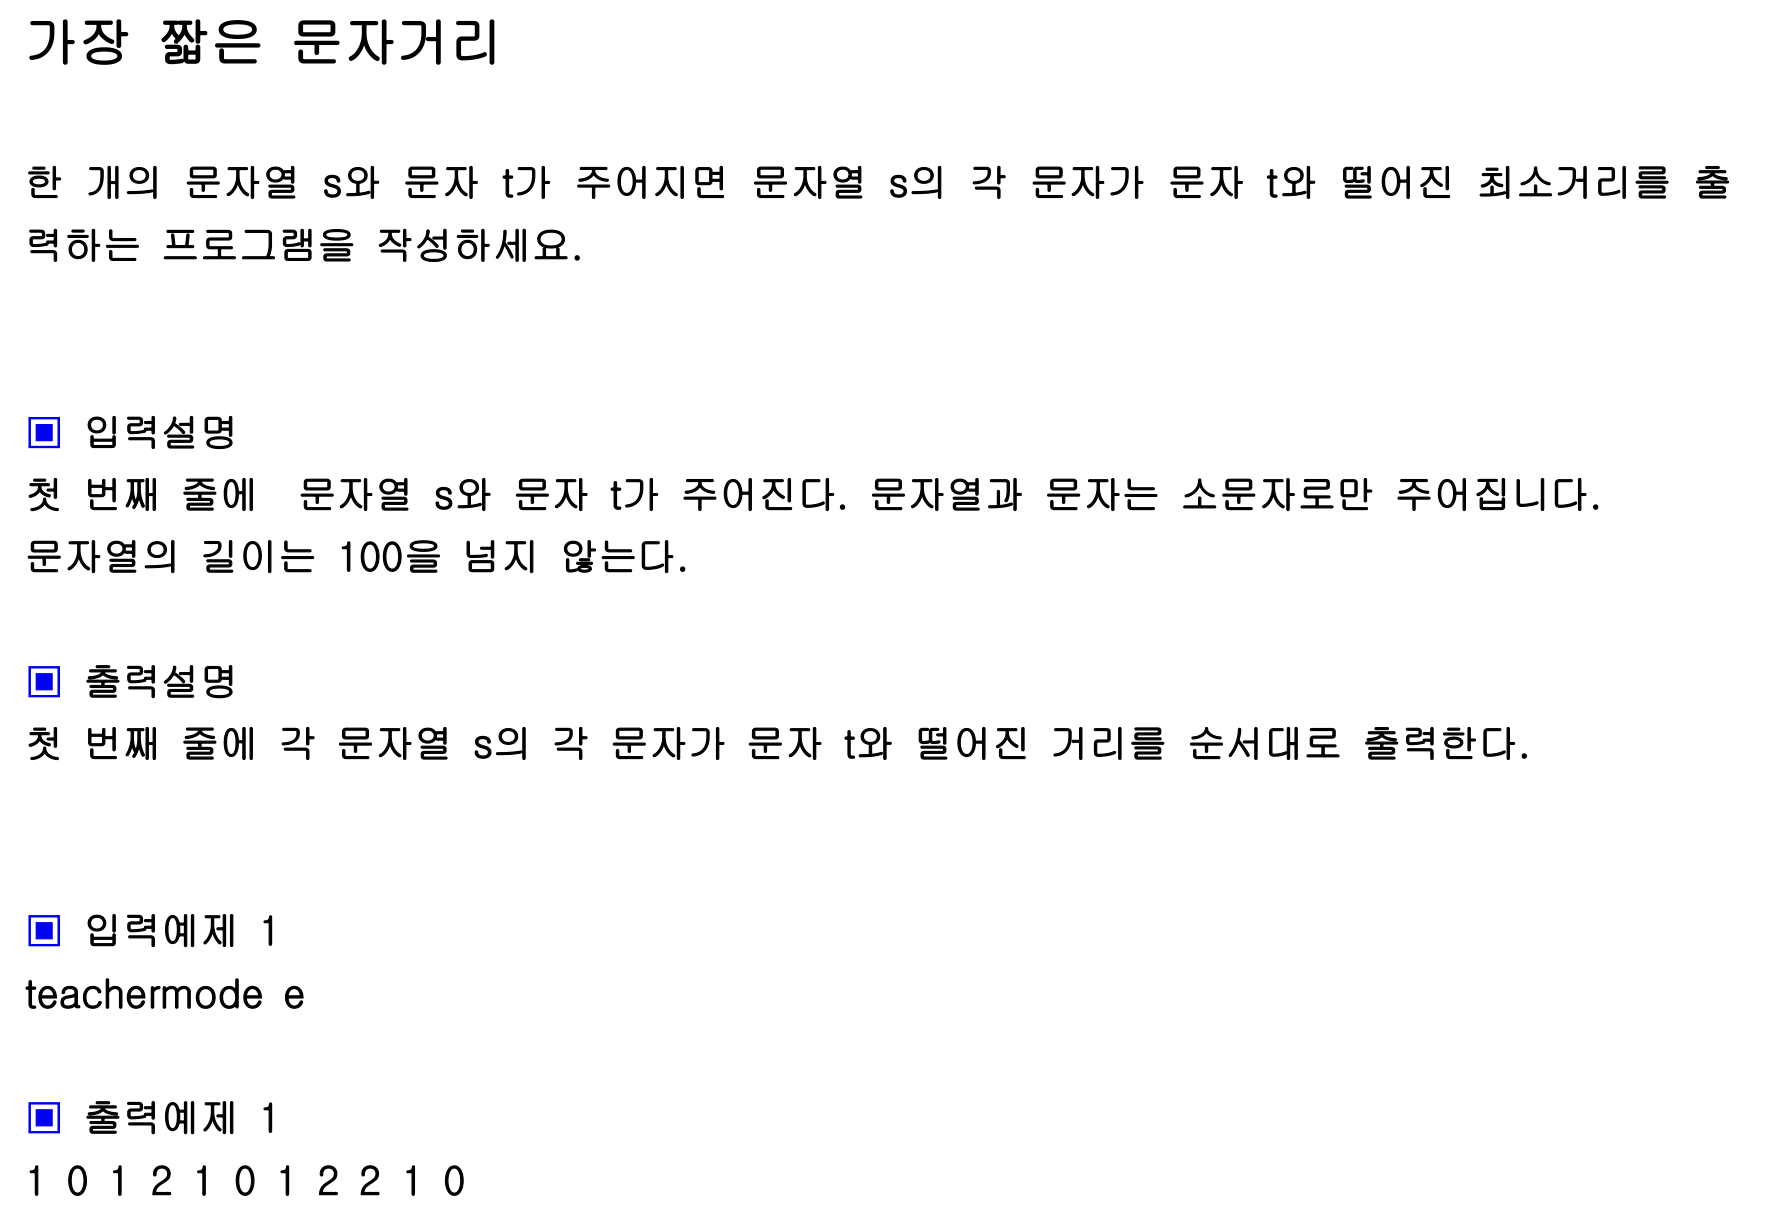 가장 짧은 문자거리
한 개의 문자열 s와 문자 t가 주어지면 문자열 s의 각 문자가 문자 t와 떨어진 최소거리를 출
력하는 프로그램을 작성하세요.
▣ 입력설명
첫 번째 줄에 문자열 s와 문자 t가 주어진다. 문자열과 문자는 소문자로만 주어집니다.
문자열의 길이는 100을 넘지 않는다.
▣ 출력설명
첫 번째 줄에 각 문자열 s의 각 문자가 문자 t와 떨어진 거리를 순서대로 출력한다.
▣ 입력예제 1
teachermode e
▣ 출력예제 1
1 0 1 2 1 0 1 2 2 1 0